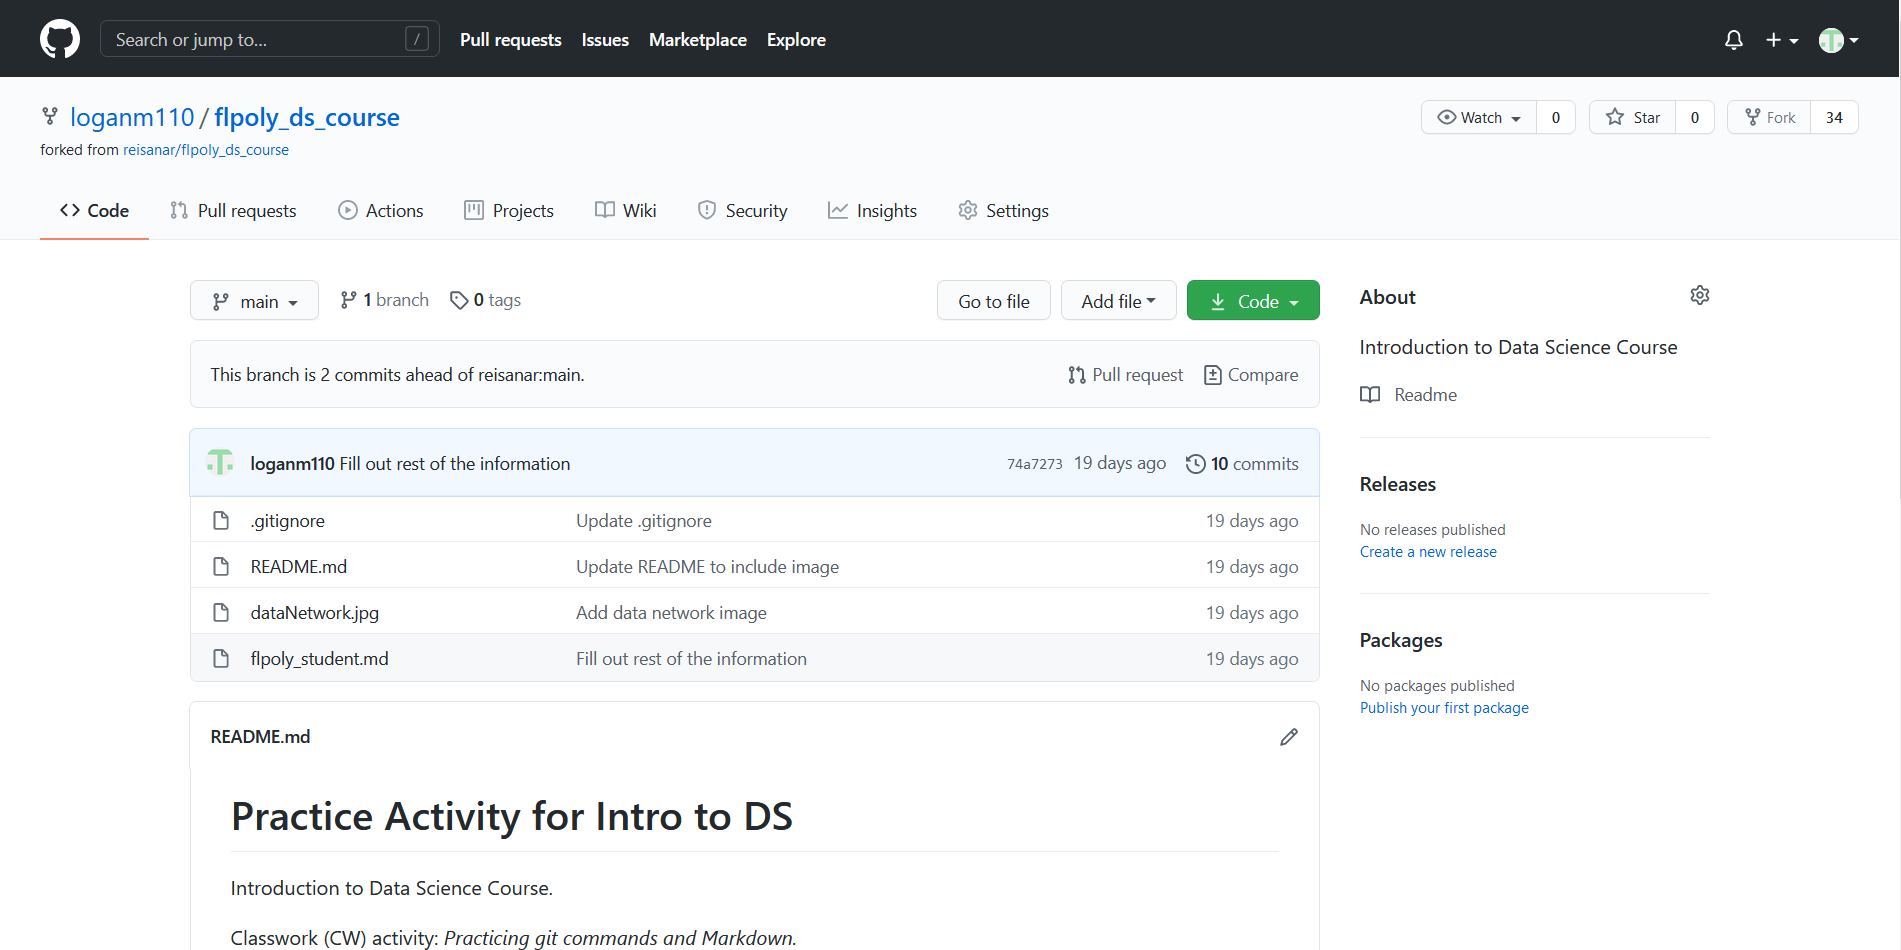 Search or jump to... /
Pull requests Issues Marketplace Explore
loganm110 / flpoly_ds_course
Watch 0 Star 0 Fork 34
forked from reisanar/flpoly_ds_course
Code Pull requests Actions Projects Wiki Security Insights Settings
main 1 branch 0 tags Go to file Add file Code
This branch is 2 commits ahead of reisanar:main. Pull request Compare
loganm110 Fill out rest of the information 74a7273 19 days ago 10 commits
.gitignore Update .gitignore 19 days ago
README.md Update README to include image 19 days ago
dataNetwork.jpg Add data network image 19 days ago
flpoly_student.md Fill out rest of the information 19 days ago
README.md
Practice Activity for Intro to DS
Introduction to Data Science Course.
Classwork (CW) activity: Practicing git commands and Markdown.
About
Introduction to Data Science Course
Readme
Releases
No releases published
Create a new release
Packages
No packages published
Publish your first package